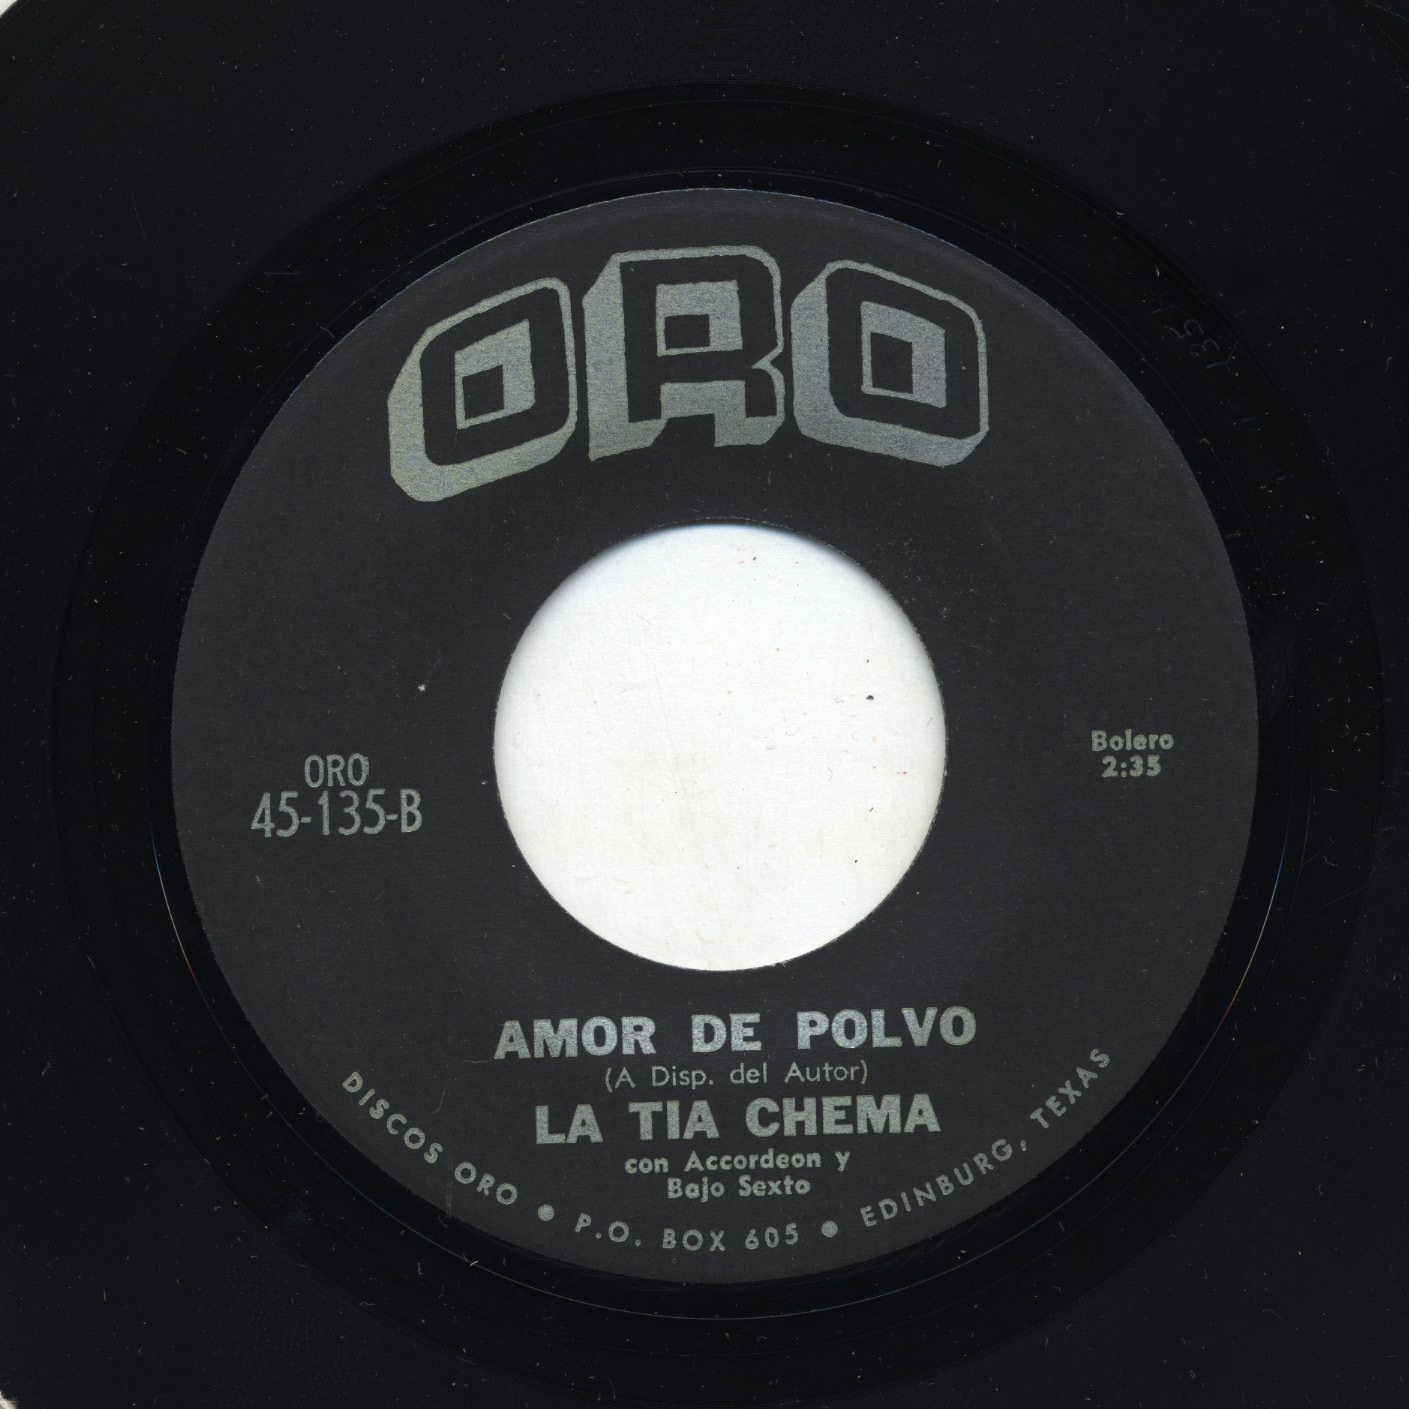 ORO
ORO
45-135-B
Bolero
2:35
AMOR DE POLVO
(A Disp. del Autor)
LA TIA CHEMA
con Accordeon y
Bajo Sexto
DISCOS ORO • P.O. BOX 605 • EDINBURG, TEXAS